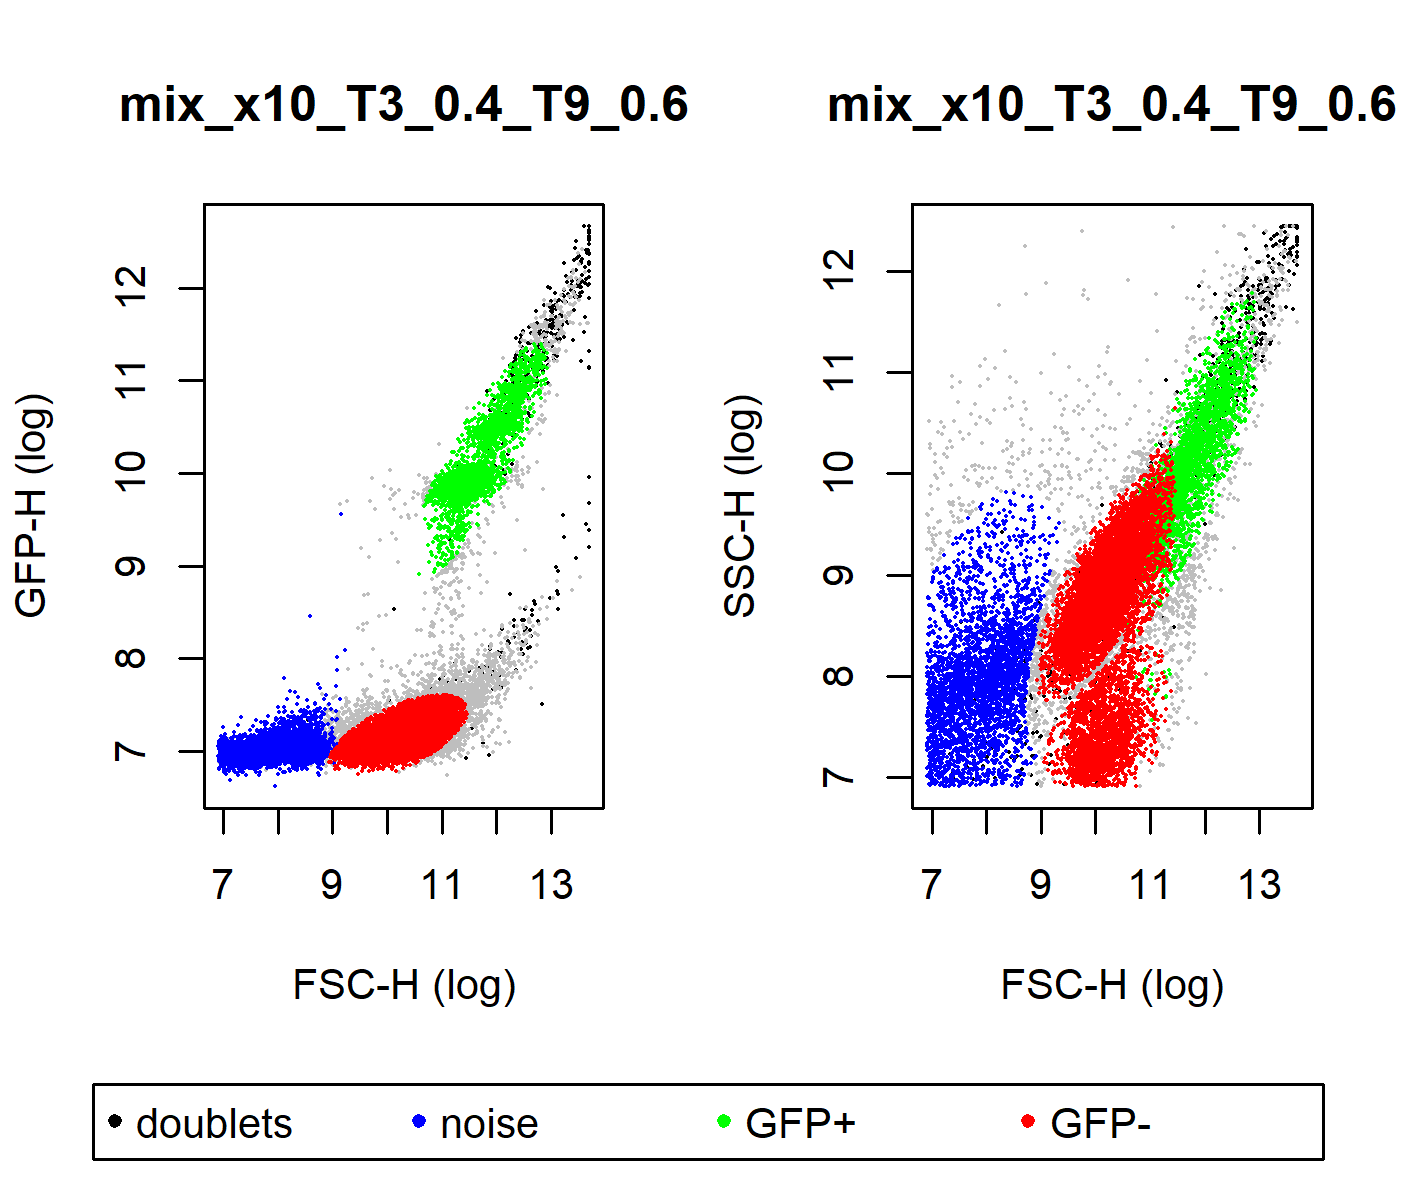 mix_x10_T3_0.4_T9_0.6
GFP-H (log)
12
11
10
9
8
7
7 9 11 13
FSC-H (log)
mix_x10_T3_0.4_T9_0.6
SSC-H (log)
12
11
10
9
8
7
7 9 11 13
FSC-H (log)
doublets noise GFP+ GFP-